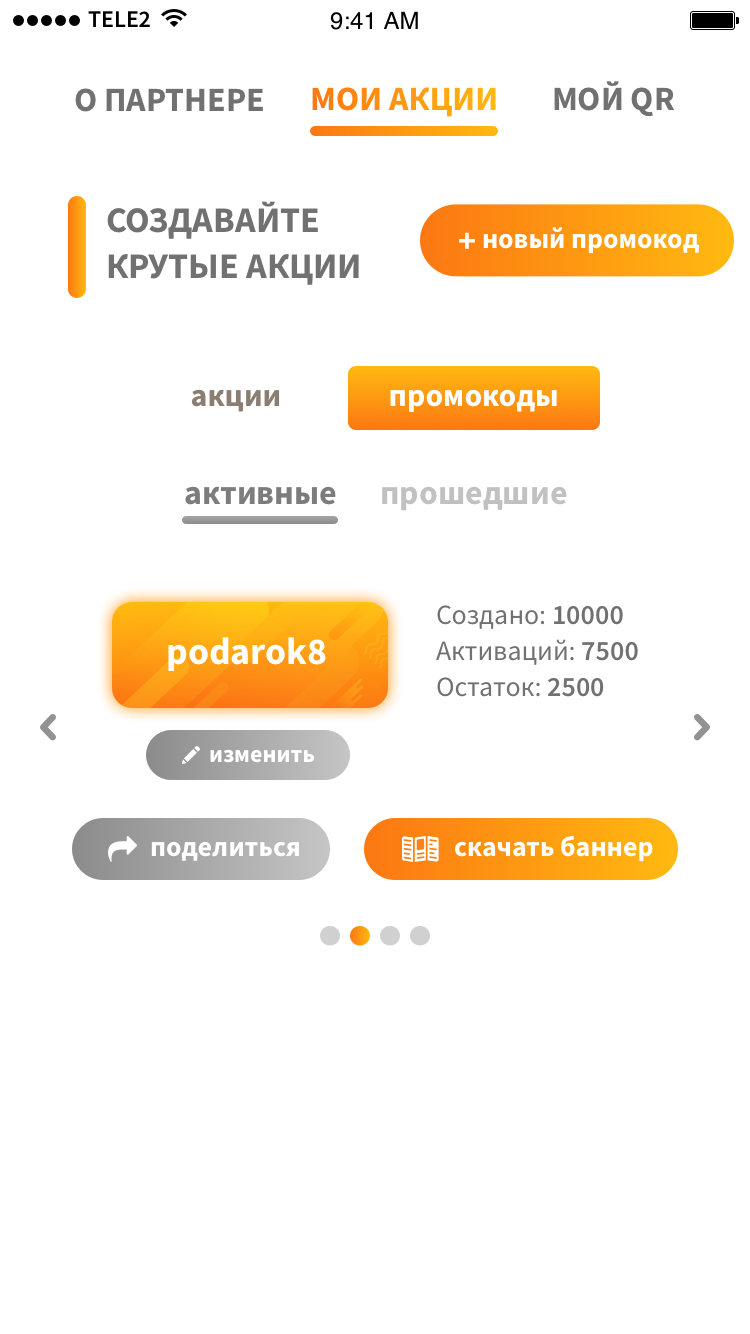 TELE2 9:41 AM
О ПАРТНЕРЕ МОИ АКЦИИ МОЙ QR
СОЗДАВАЙТЕ
КРУТЫЕ АКЦИИ
+ новый промокод
акции промокоды
активные прошедшие
podarok8
Создано: 10000
Активаций: 7500
Остаток: 2500
изменить
поделиться скачать баннер